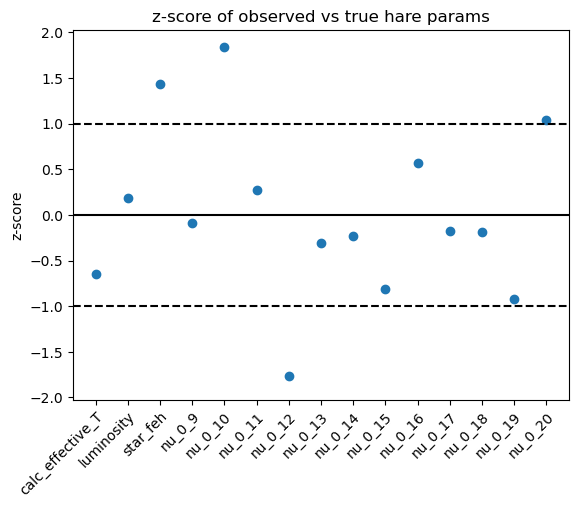 z-score of observed vs true hare params
z-score
2.0
1.5
1.0
0.5
0.0
−0.5
−1.0
−1.5
−2.0
calc_effective_T
luminosity
star_feh
nu_0_9
nu_0_10
nu_0_11
nu_0_12
nu_0_13
nu_0_14
nu_0_15
nu_0_16
nu_0_17
nu_0_18
nu_0_19
nu_0_20